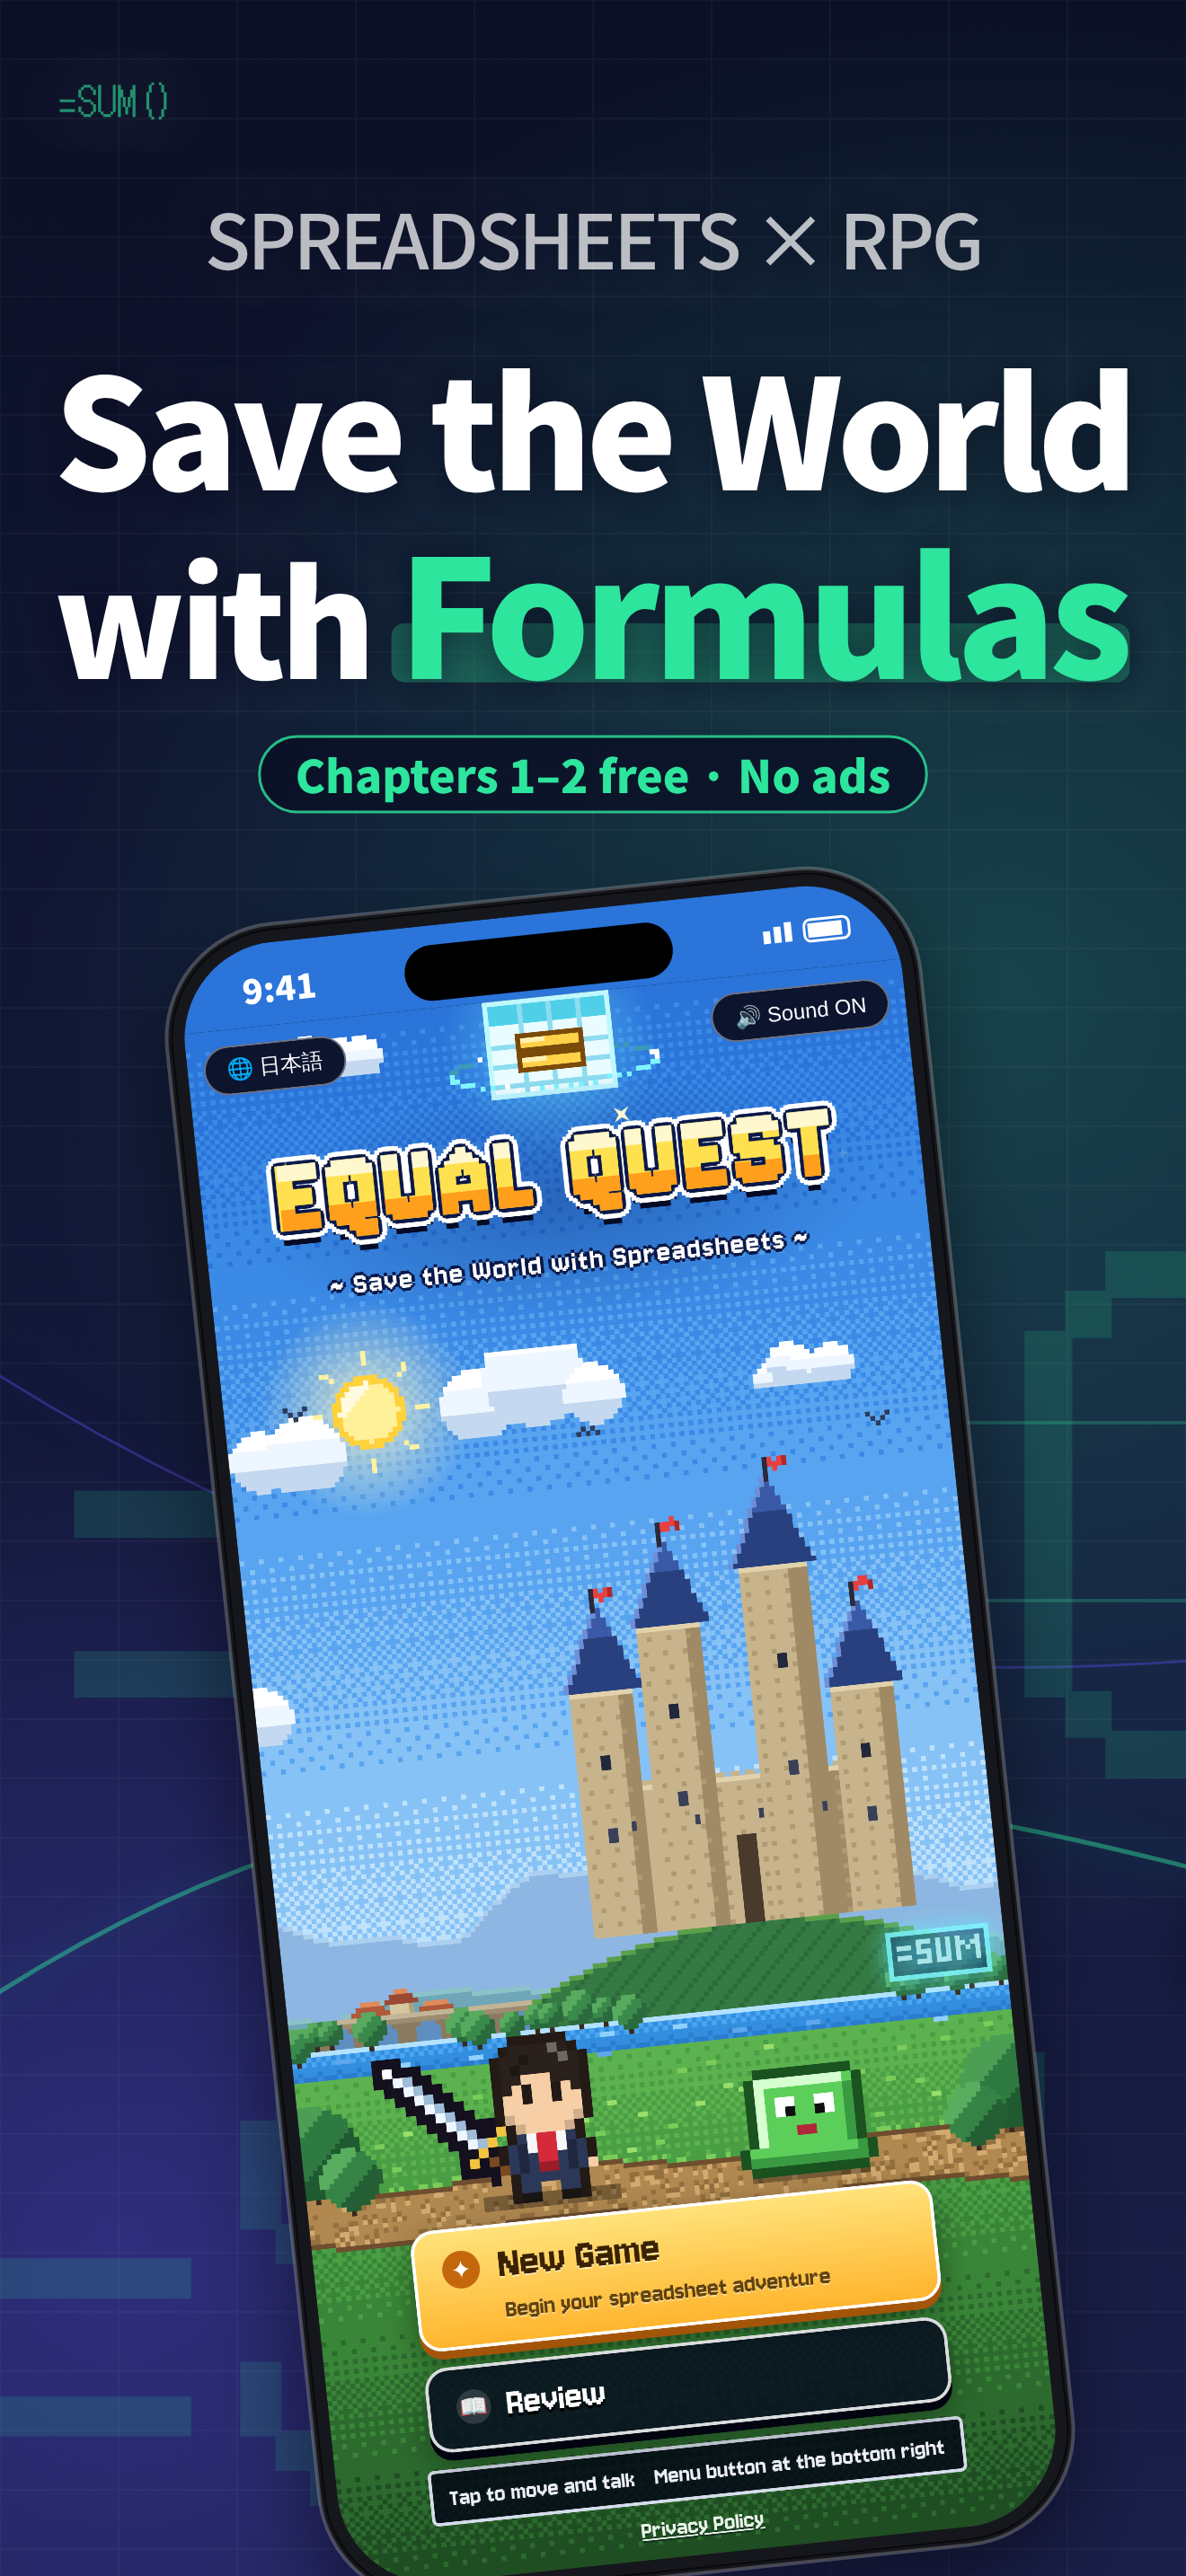 =SUM()
SPREADSHEETS × RPG
Save the World
with Formulas
Chapters 1–2 free・No ads
9:41
日本語
Sound ON
EQUAL QUEST
~ Save the World with Spreadsheets ~
=SUM
New Game
Begin your spreadsheet adventure
Review
Tap to move and talk Menu button at the bottom right
Privacy Policy